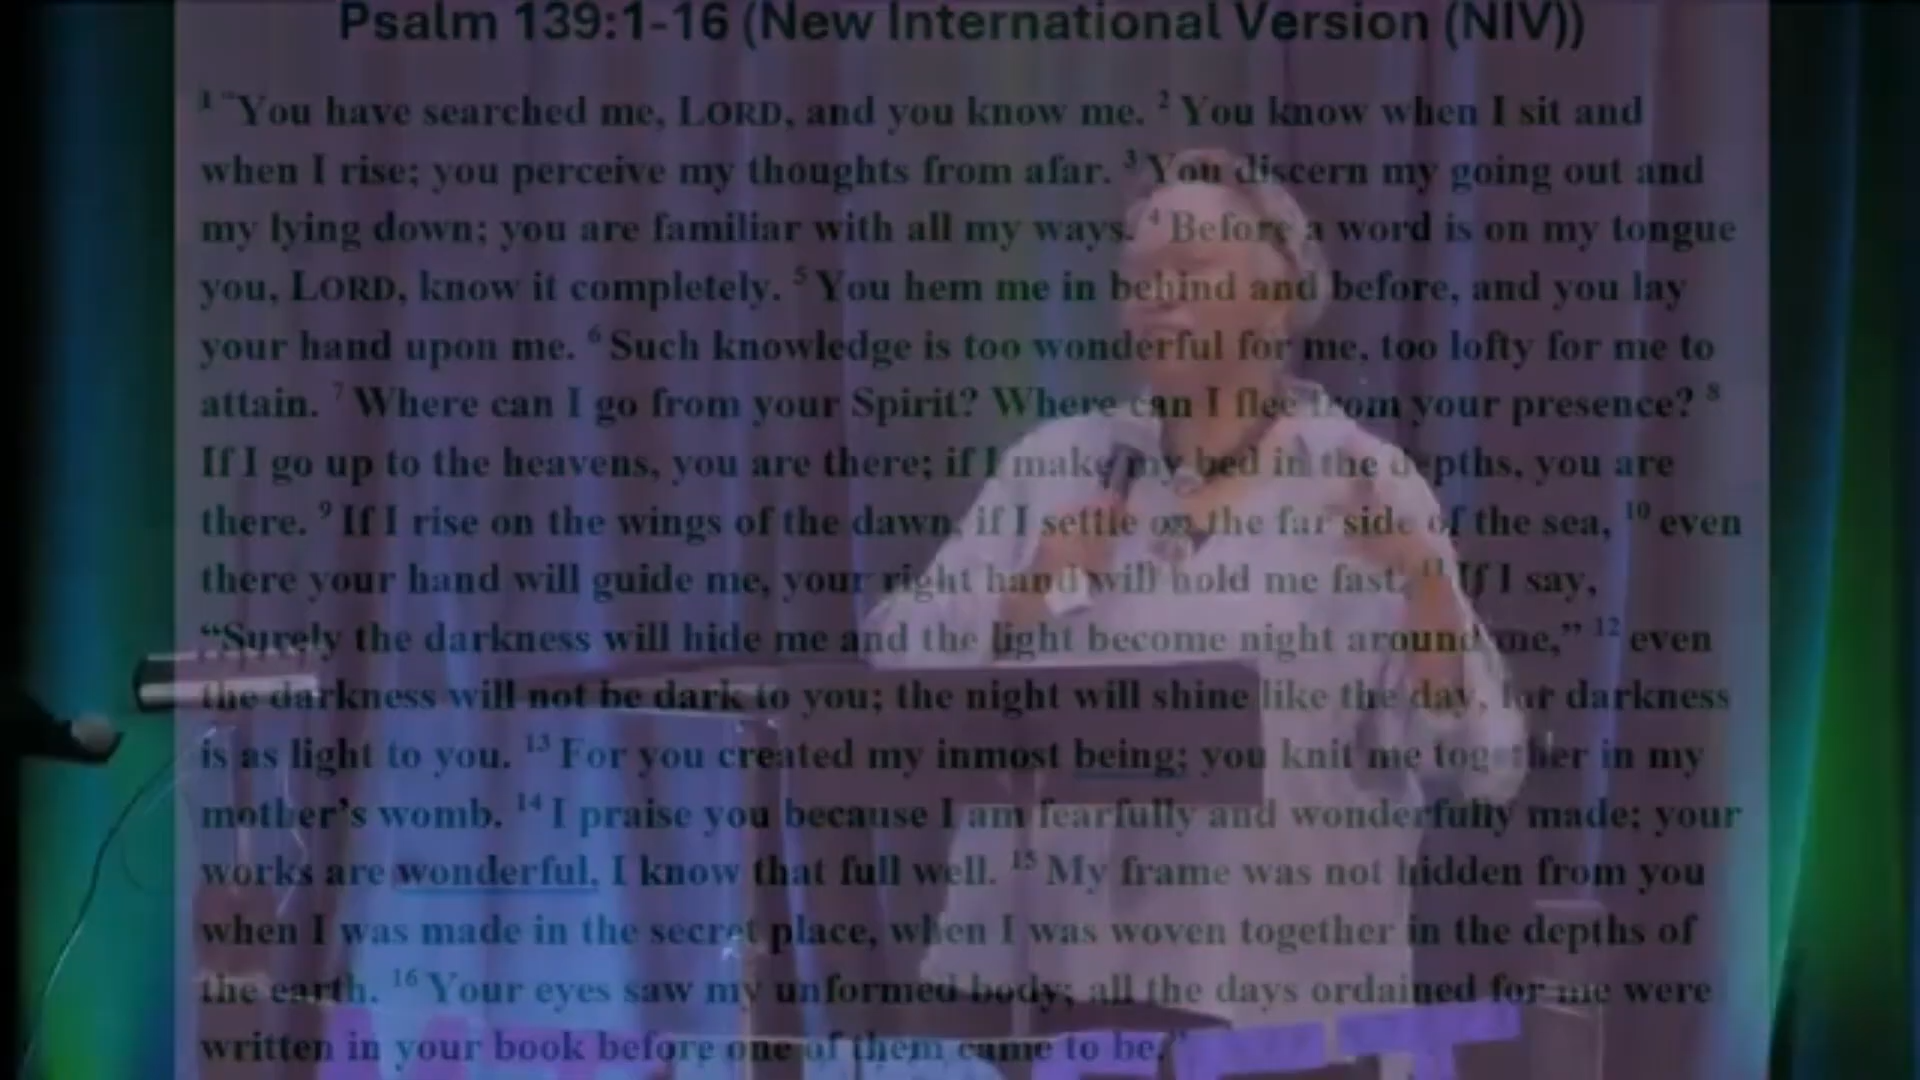 Psalm 139:1-16 (New International Version (NIV))
1 "You have searched me, LORD, and you know me. 2 You know when I sit and
when I rise; you perceive my thoughts from afar. 3 You discern my going out and
my lying down; you are familiar with all my ways. 4 Before a word is on my tongue
you, LORD, know it completely. 5 You hem me in behind and before, and you lay
your hand upon me. 6 Such knowledge is too wonderful for me, too lofty for me to
attain. 7 Where can I go from your Spirit? Where can I flee from your presence? 8
If I go up to the heavens, you are there; if I make my bed in the depths, you are
there. 9 If I rise on the wings of the dawn, if I settle on the far side of the sea, 10 even
there your hand will guide me, your right hand will hold me fast. 11 If I say,
“Surely the darkness will hide me and the light become night around me,” 12 even
the darkness will not be dark to you; the night will shine like the day, for darkness
is as light to you. 13 For you created my inmost being; you knit me together in my
mother’s womb. 14 I praise you because I am fearfully and wonderfully made; your
works are wonderful, I know that full well. 15 My frame was not hidden from you
when I was made in the secret place, when I was woven together in the depths of
the earth. 16 Your eyes saw my unformed body; all the days ordained for me were
written in your book before one of them came to be."